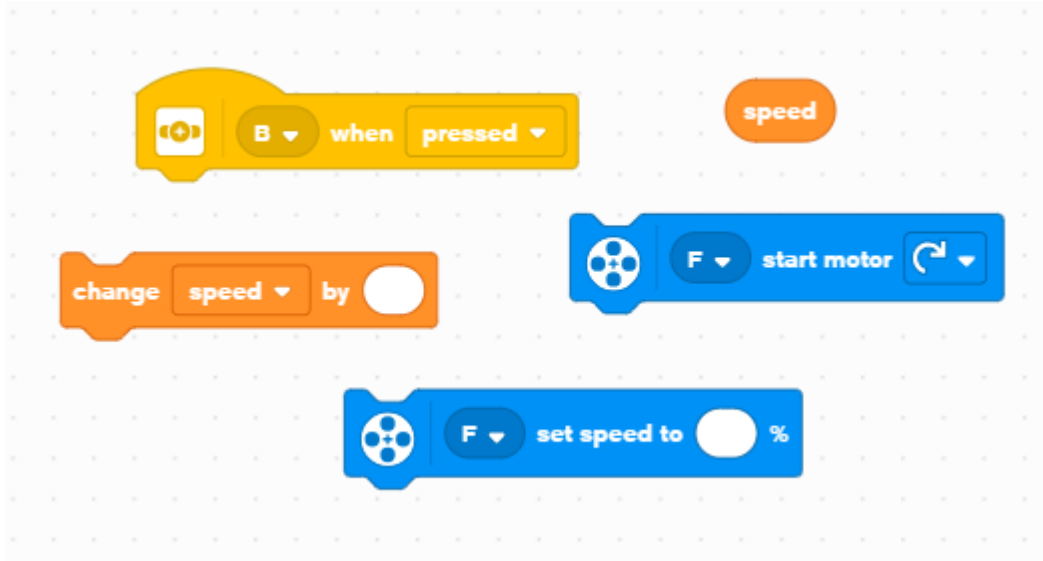 B when pressed
speed
F start motor
change speed by
F set speed to %